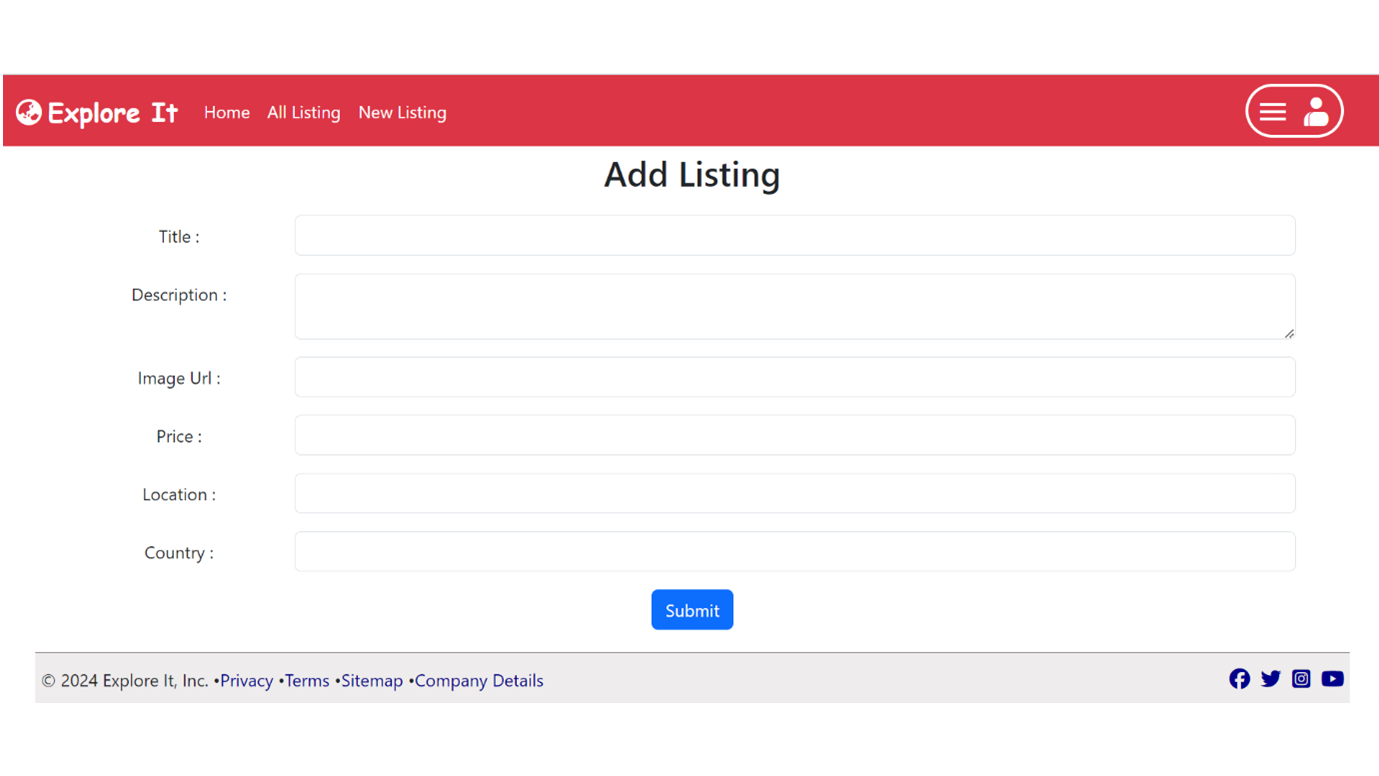 Explore It Home All Listing New Listing
Add Listing
Title :
Description :
Image Url :
Price :
Location :
Country :
Submit
© 2024 Explore It, Inc. •Privacy •Terms •Sitemap •Company Details